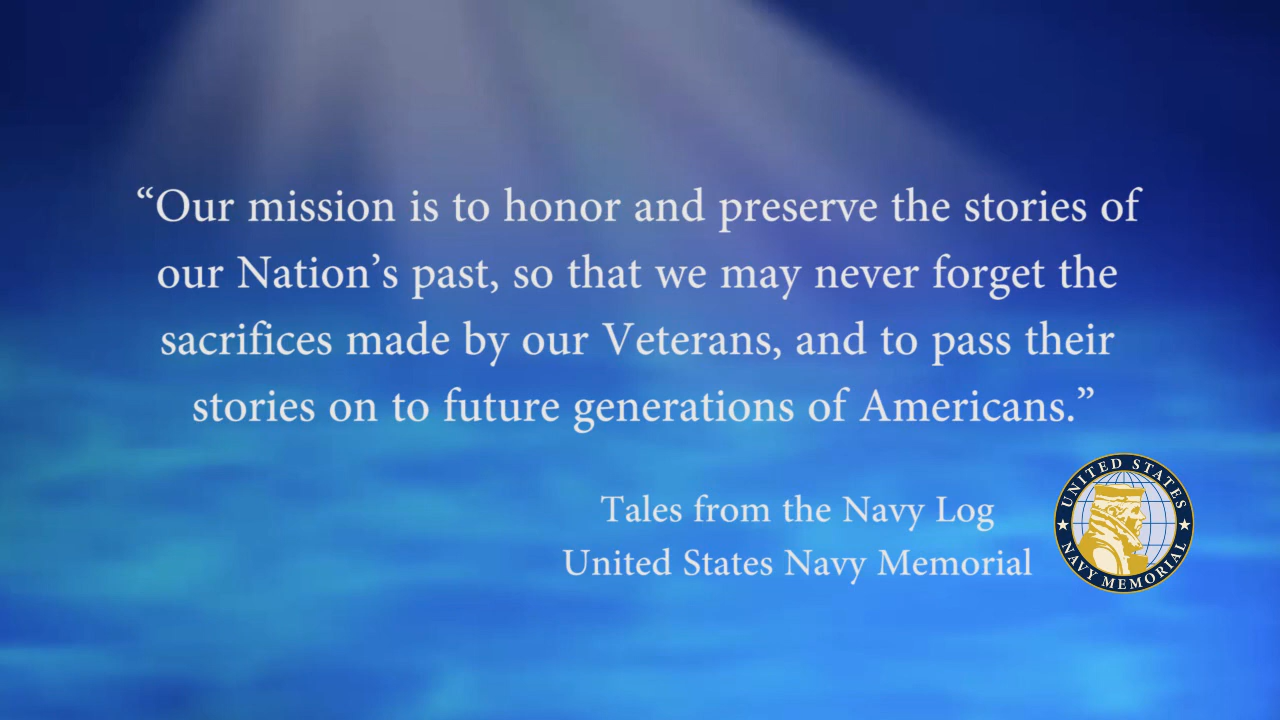 “Our mission is to honor and preserve the stories of
our Nation’s past, so that we may never forget the
sacrifices made by our Veterans, and to pass their
stories on to future generations of Americans.”
Tales from the Navy Log
United States Navy Memorial
UNITED STATES
NAVY MEMORIAL